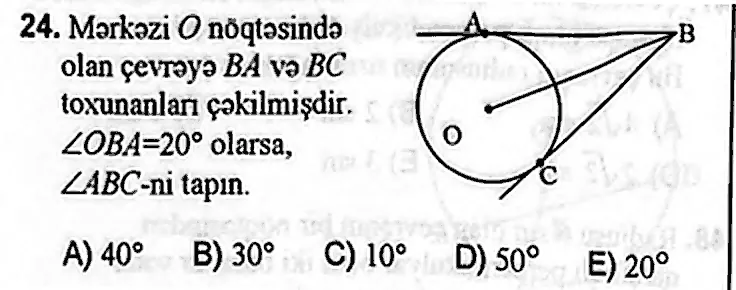 24. Mərkəzi O nöqtəsində
olan çevrəyə BA və BC
toxunanları çəkilmişdir.
∠OBA=20° olarsa,
∠ABC-ni tapın.
A
B
O
C
A) 40° B) 30° C) 10° D) 50° E) 20°